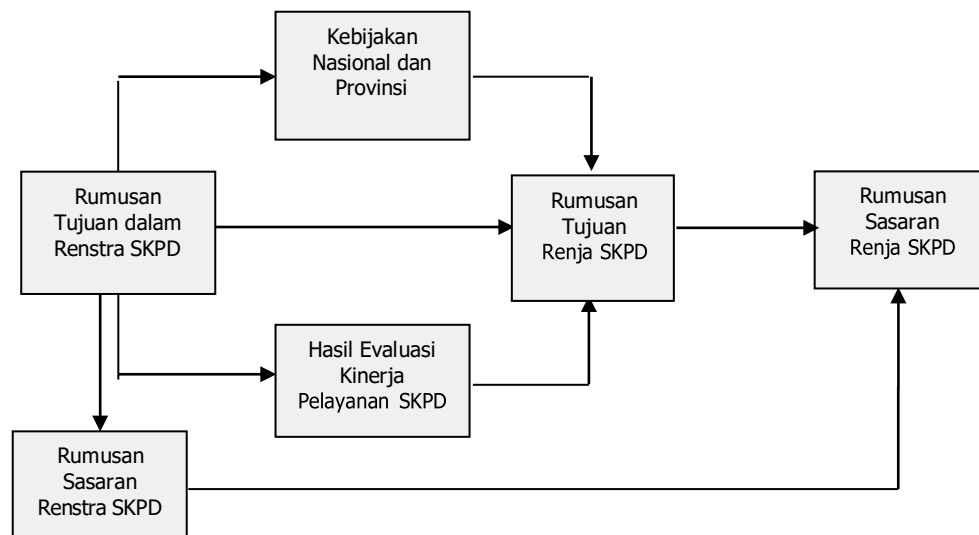 Kebijakan
Nasional dan
Provinsi
Rumusan
Tujuan dalam
Renstra SKPD
Rumusan
Tujuan
Renja SKPD
Rumusan
Sasaran
Renja SKPD
Hasil Evaluasi
Kinerja
Pelayanan SKPD
Rumusan
Sasaran
Renstra SKPD